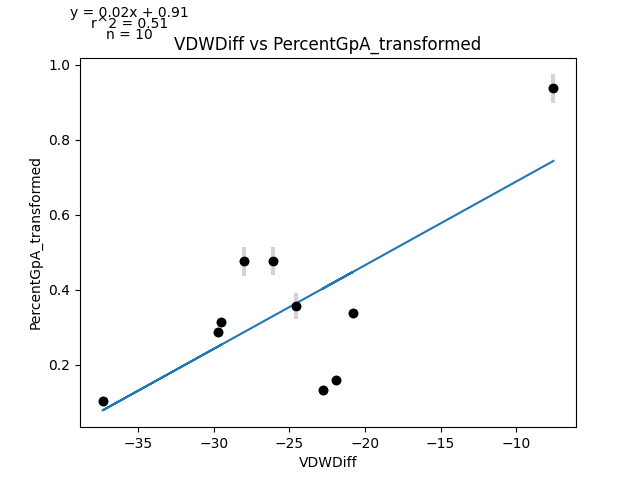 y = 0.02x + 0.91
r^2 = 0.51
n = 10
VDWDiff vs PercentGpA_transformed
1.0
0.8
0.6
0.4
0.2
PercentGpA_transformed
−35
−30
−25
−20
−15
−10
VDWDiff